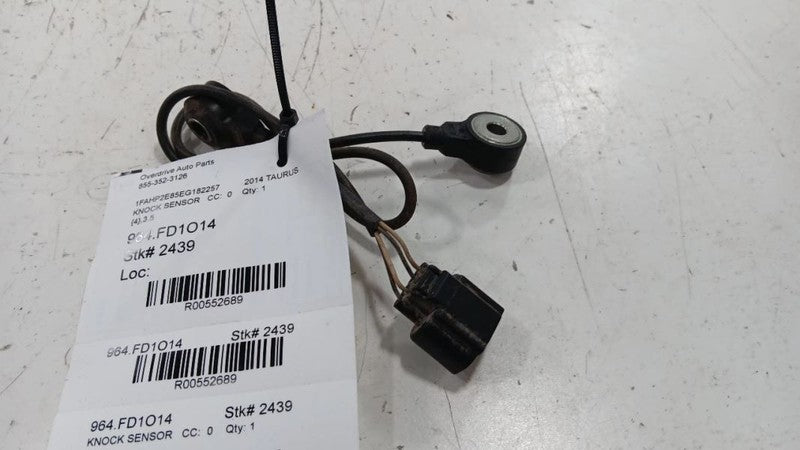 Overdrive Auto Parts
855-352-3126
1FAHP2E85EG182257 2014 TAURUS
KNOCK SENSOR CC: 0 Qty: 1
(4),3.5
964.FD1O14
Stk# 2439
Loc:
R00552689
964.FD1O14 Stk# 2439
R00552689
964.FD1O14 Stk# 2439
KNOCK SENSOR CC: 0 Qty: 1